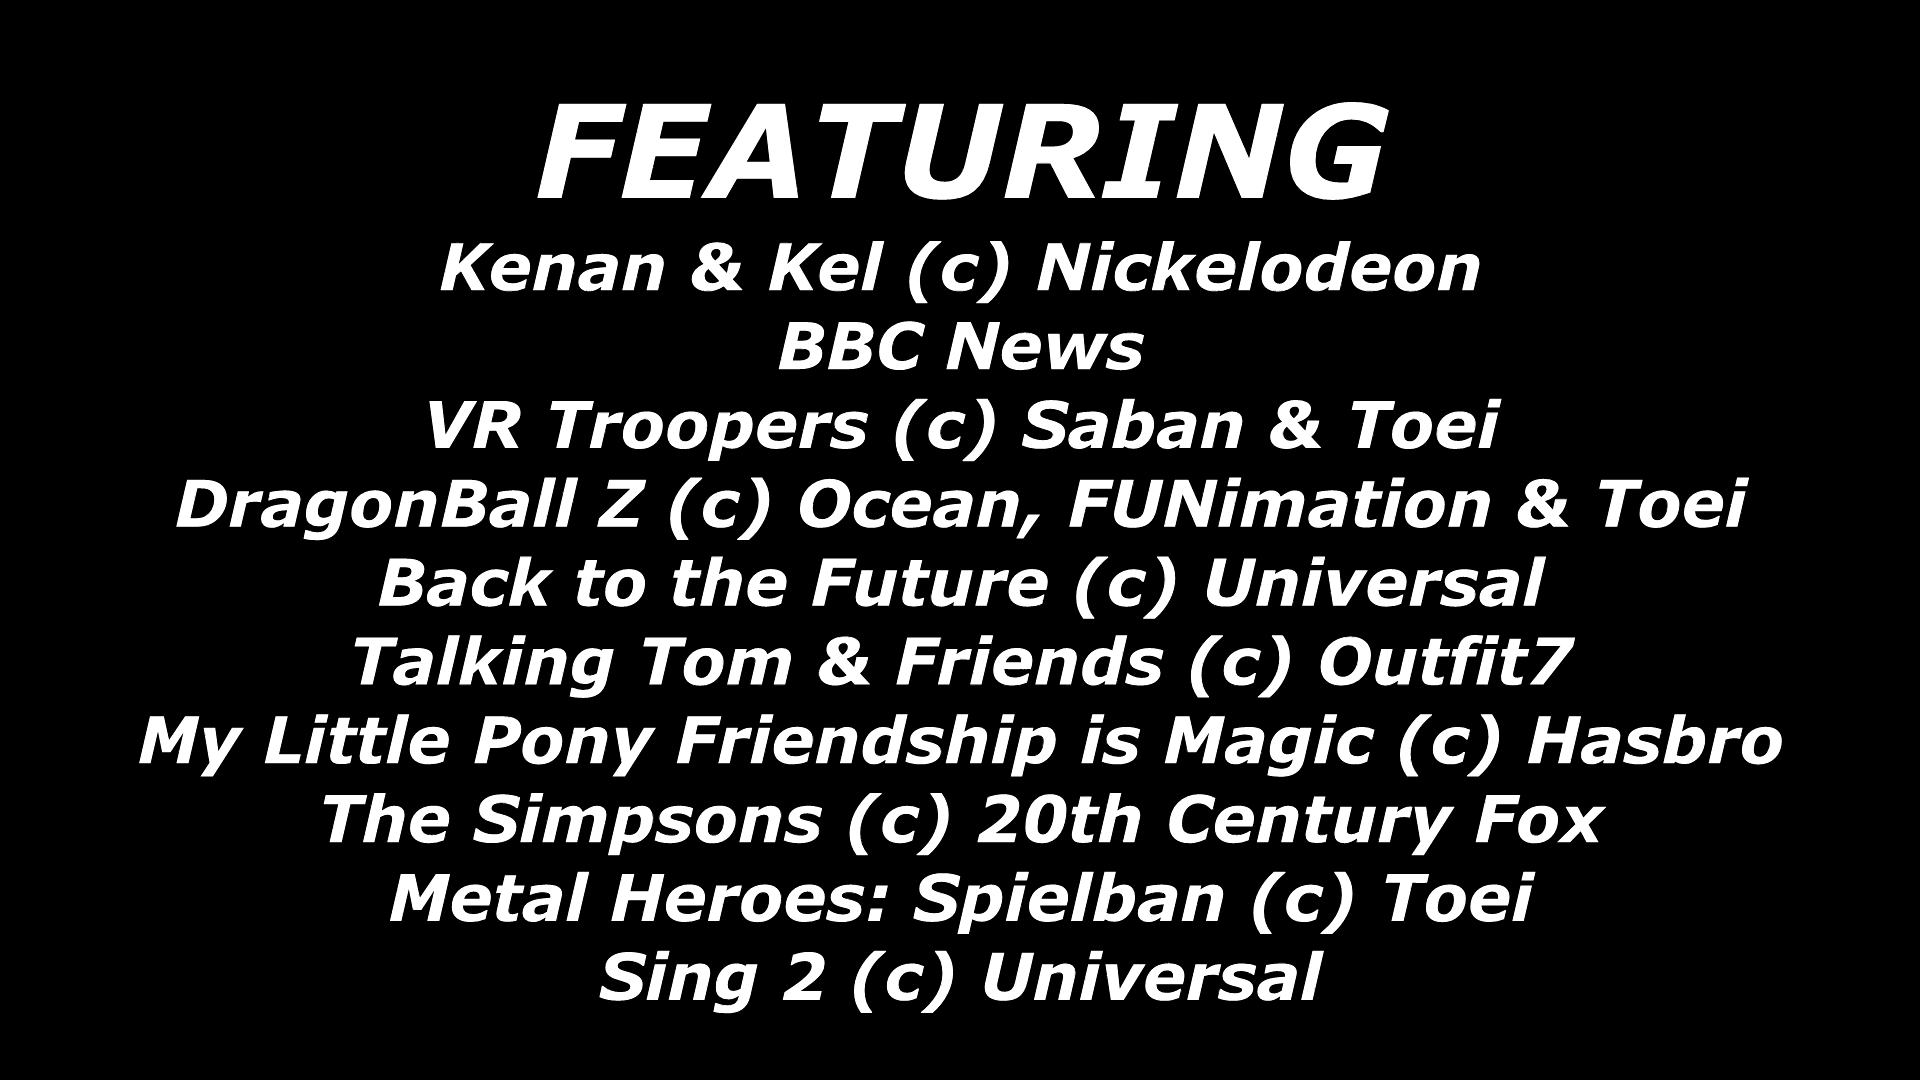 FEATURING
Kenan & Kel (c) Nickelodeon
BBC News
VR Troopers (c) Saban & Toei
DragonBall Z (c) Ocean, FUNimation & Toei
Back to the Future (c) Universal
Talking Tom & Friends (c) Outfit7
My Little Pony Friendship is Magic (c) Hasbro
The Simpsons (c) 20th Century Fox
Metal Heroes: Spielban (c) Toei
Sing 2 (c) Universal